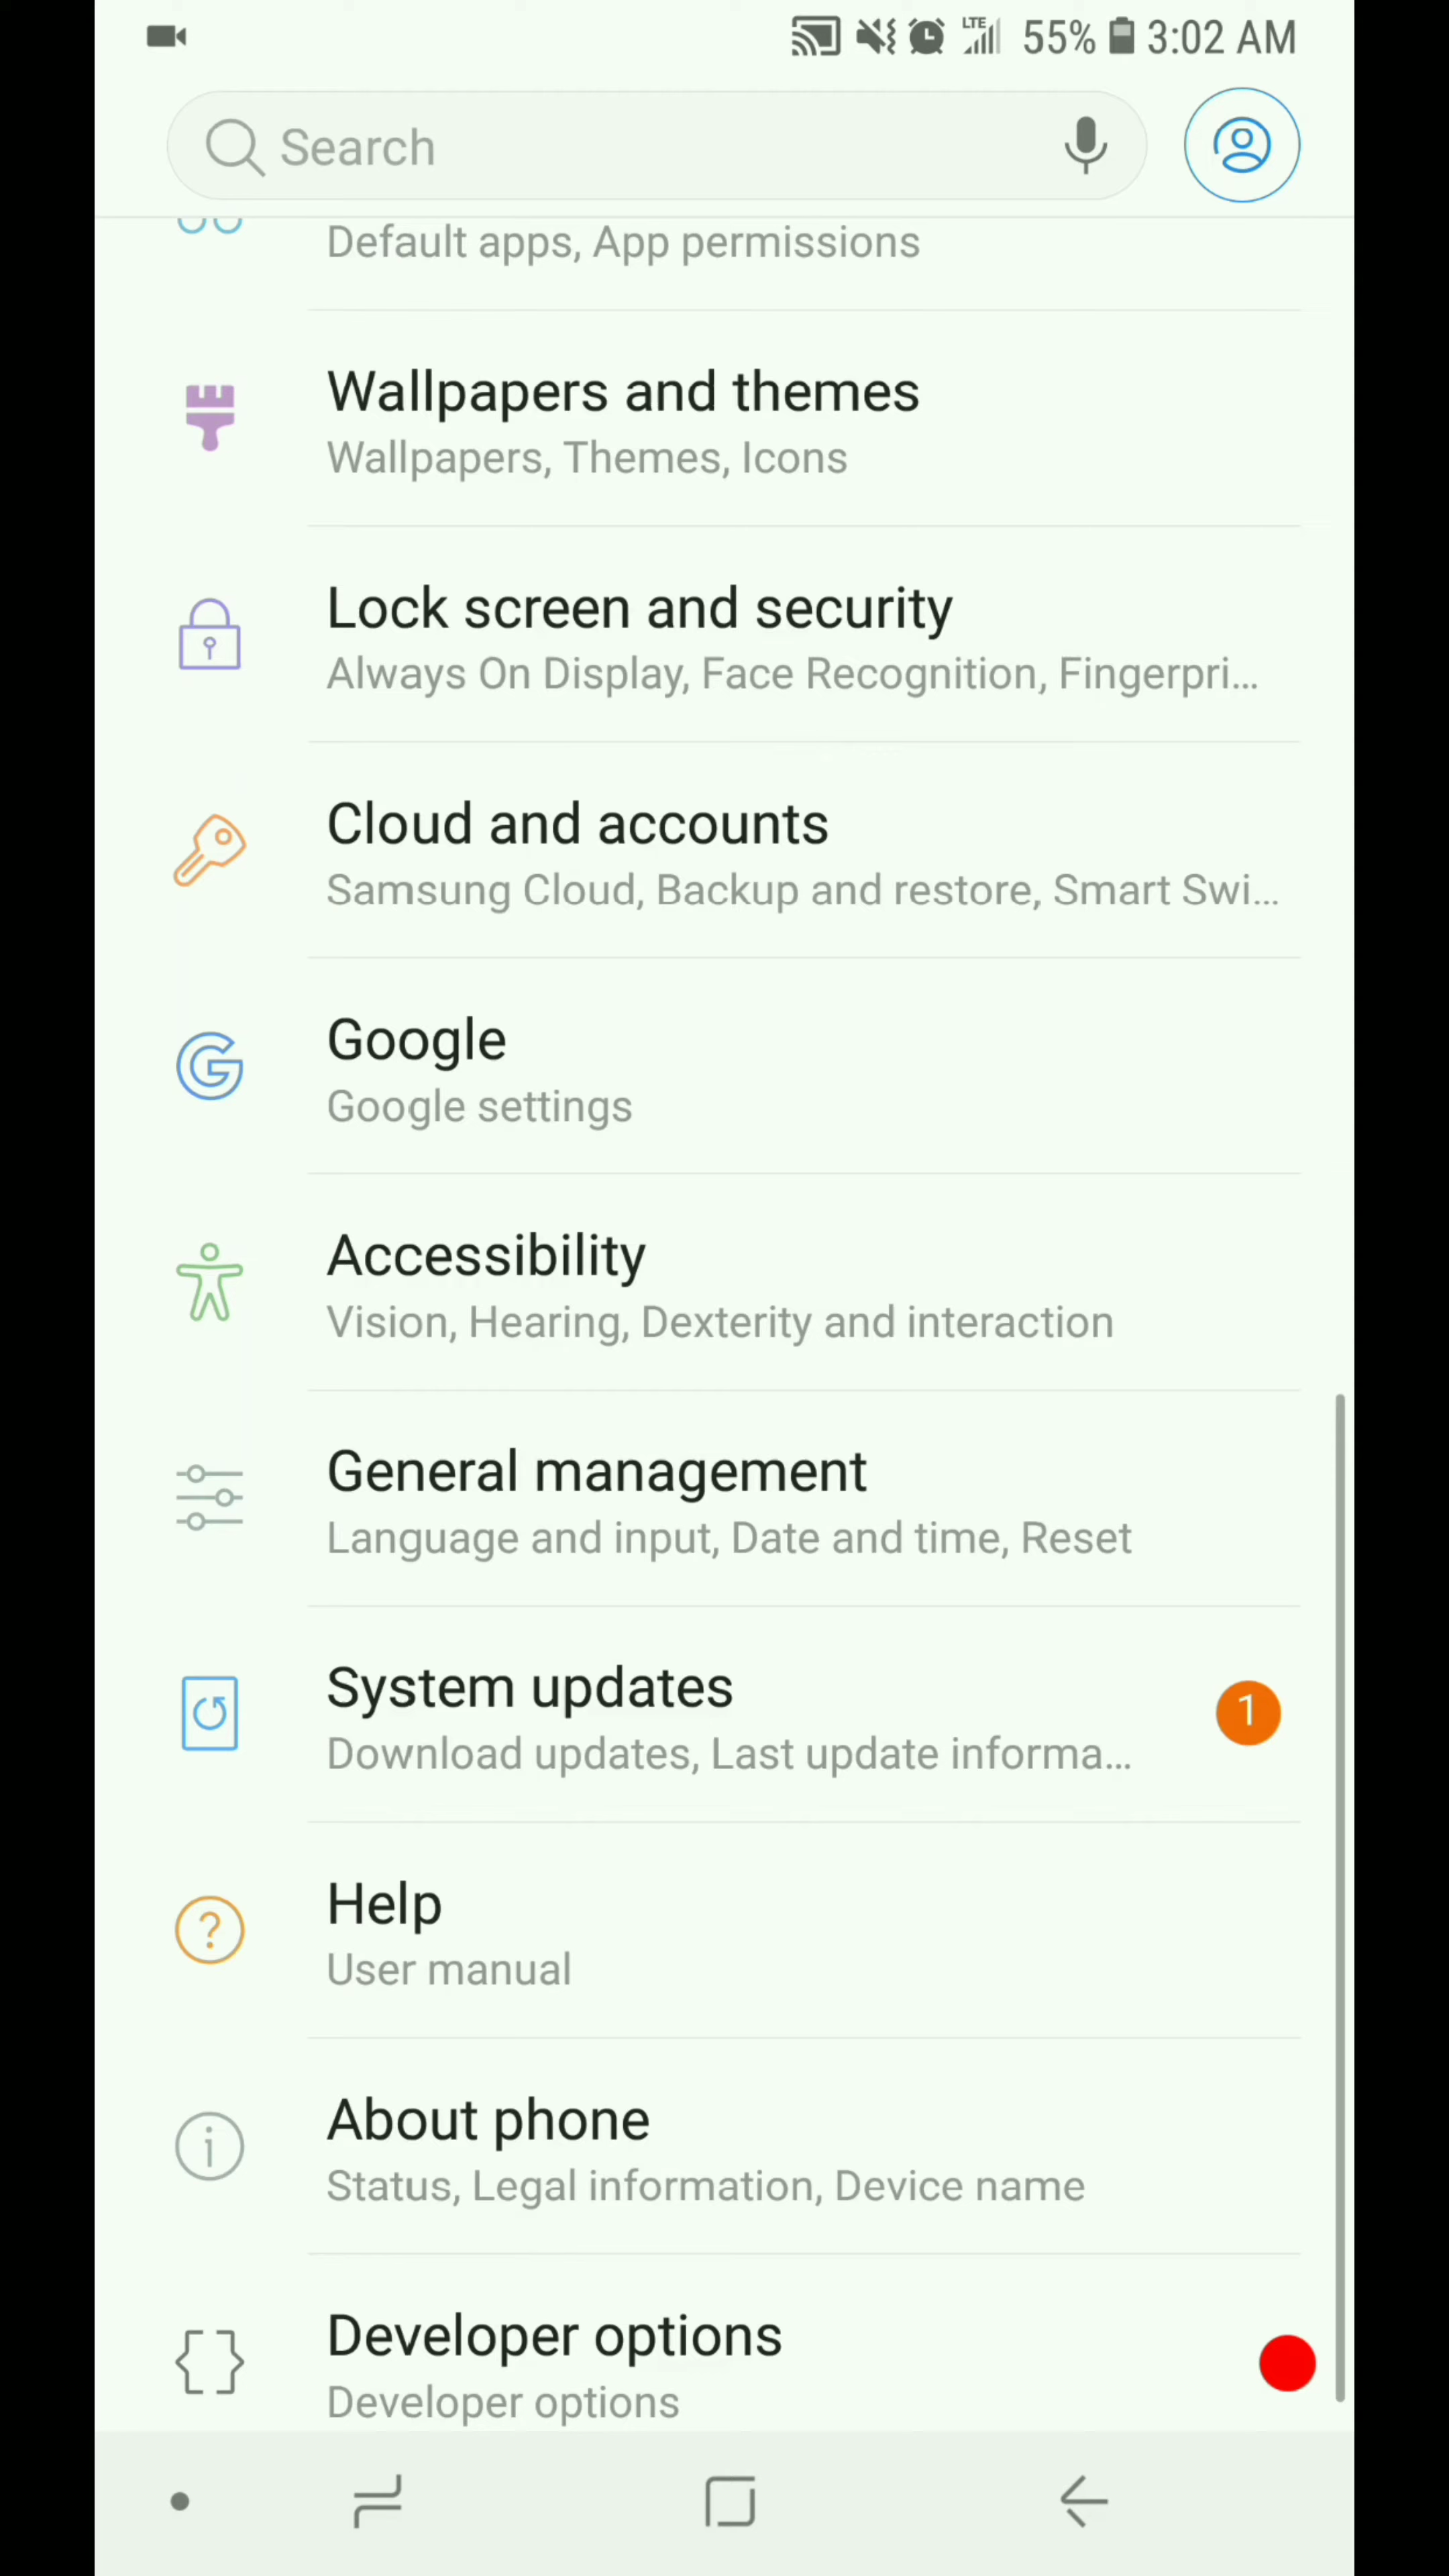 LTE 55% 3:02 AM
Search
Default apps, App permissions
Wallpapers and themes
Wallpapers, Themes, Icons
Lock screen and security
Always On Display, Face Recognition, Fingerpri...
Cloud and accounts
Samsung Cloud, Backup and restore, Smart Swi...
Google
Google settings
Accessibility
Vision, Hearing, Dexterity and interaction
General management
Language and input, Date and time, Reset
System updates
1
Download updates, Last update informa...
Help
User manual
About phone
Status, Legal information, Device name
Developer options
Developer options